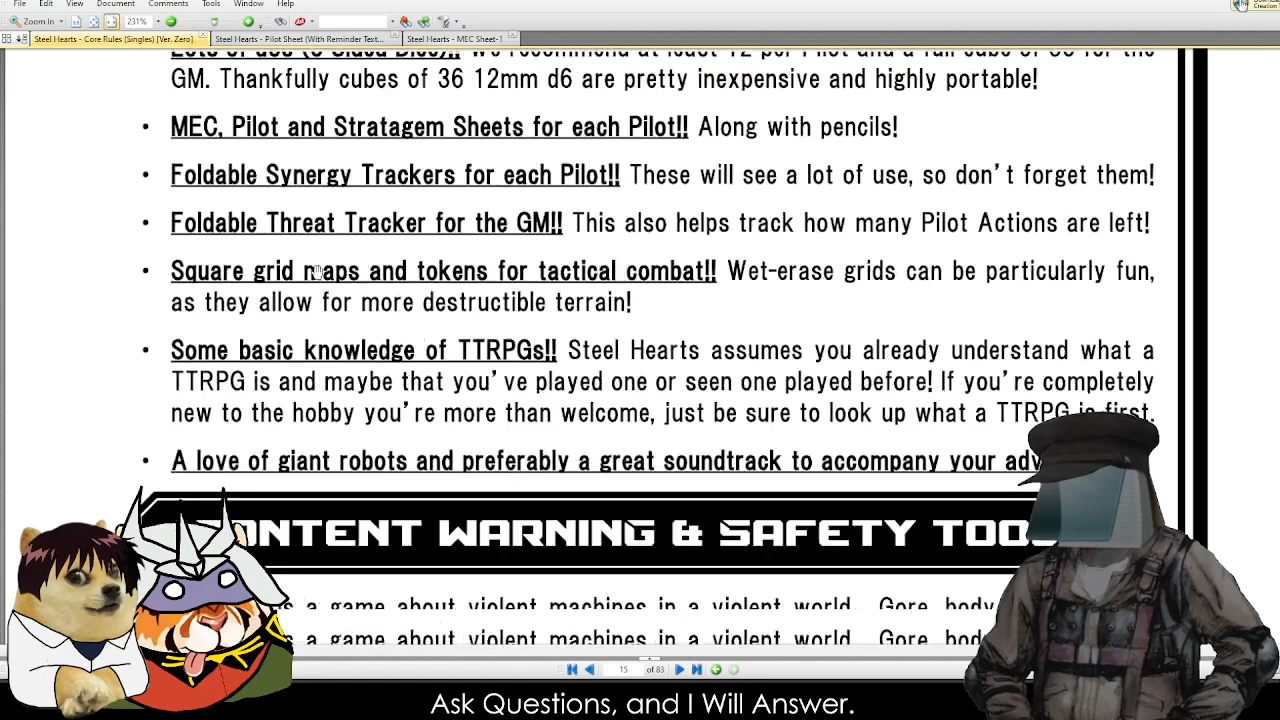 File Edit View Document Comments Tools Window Help
Zoom In 231%
Steel Hearts - Core Rules (Singles) [Ver. Zero] Steel Hearts - Pilot Sheet (With Reminder Text... Steel Hearts - MEC Sheet-1
GM. Thankfully cubes of 36 12mm d6 are pretty inexpensive and highly portable!
• MEC, Pilot and Stratagem Sheets for each Pilot!! Along with pencils!
• Foldable Synergy Trackers for each Pilot!! These will see a lot of use, so don't forget them!
• Foldable Threat Tracker for the GM!! This also helps track how many Pilot Actions are left!
• Square grid maps and tokens for tactical combat!! Wet-erase grids can be particularly fun,
as they allow for more destructible terrain!
• Some basic knowledge of TTRPGs!! Steel Hearts assumes you already understand what a
TTRPG is and maybe that you've played one or seen one played before! If you're completely
new to the hobby you're more than welcome, just be sure to look up what a TTRPG is first.
• A love of giant robots and preferably a great soundtrack to accompany your
CONTENT WARNING & SAFETY TOO
a game about violent machines in a violent world. Gore, body
a game about violent machines in a violent world. Gore, body
15 of 83
Ask Questions, and I Will Answer.